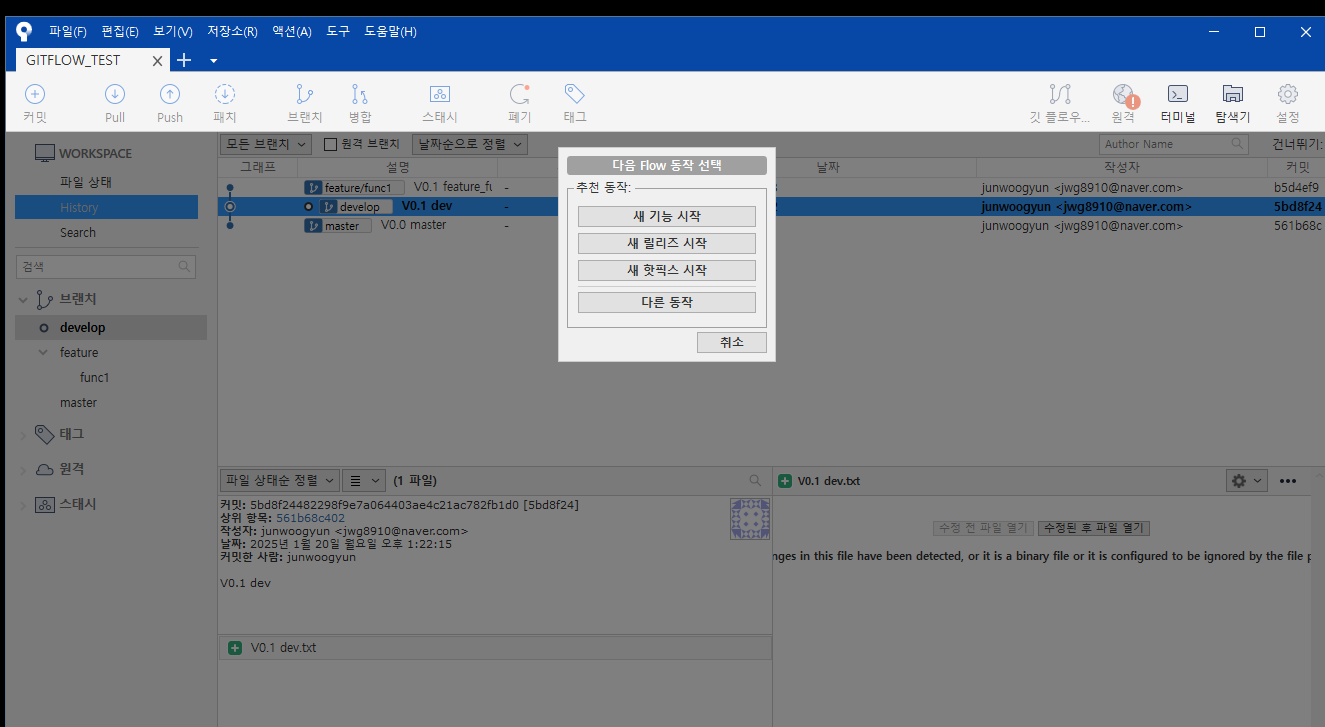 파일(F) 편집(E) 보기(V) 저장소(R) 액션(A) 도구 도움말(H)
GITFLOW_TEST
커밋 Pull Push 패치 브랜치 병합 스태시 폐기 태그 깃 플로우... 원격 터미널 탐색기 설정
WORKSPACE
파일 상태
History
Search
검색
브랜치
develop
feature
func1
master
태그
원격
스태시
모든 브랜치 원격 브랜치 날짜순으로 정렬 Author Name 건너뛰기:
그래프 설명 날짜 작성자 커밋
feature/func1 V0.1 feature_fu - junwoogyun <jwg8910@naver.com> b5d4ef9
develop V0.1 dev - junwoogyun <jwg8910@naver.com> 5bd8f24
master V0.0 master - junwoogyun <jwg8910@naver.com> 561b68c
다음 Flow 동작 선택
추천 동작:
새 기능 시작
새 릴리즈 시작
새 핫픽스 시작
다른 동작
취소
파일 상태순 정렬 (1 파일)
커밋: 5bd8f24482298f9e7a064403ae4c21ac782fb1d0 [5bd8f24]
상위 항목: 561b68c402
작성자: junwoogyun <jwg8910@naver.com>
날짜: 2025년 1월 20일 월요일 오후 1:22:15
커밋한 사람: junwoogyun
V0.1 dev
V0.1 dev.txt
V0.1 dev.txt
수정 전 파일 열기 수정된 후 파일 열기
nges in this file have been detected, or it is a binary file or it is configured to be ignored by the file p